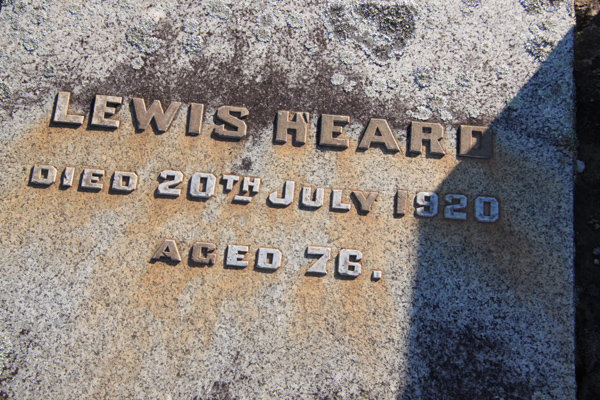 LEWIS HEARD
DIED 20TH JULY 1920
AGED 76.